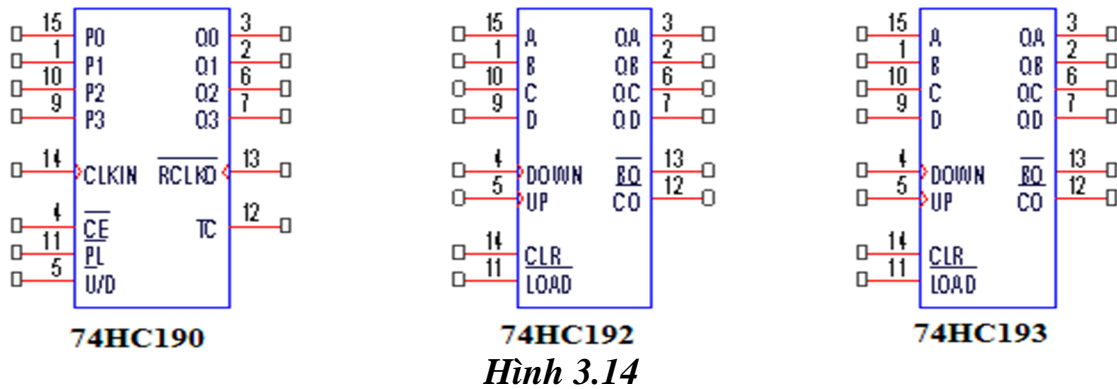 15 P0 Q0 3
1 P1 Q1 2
10 P2 Q2 6
9 P3 Q3 7
14 CLKIN RCLKO 13
4 CE TC 12
11 PL
5 U/D
74HC190
15 A QA 3
1 B QB 2
10 C QC 6
9 D QD 7
4 DOWN BO 13
5 UP CO 12
14 CLR
11 LOAD
74HC192
15 A QA 3
1 B QB 2
10 C QC 6
9 D QD 7
4 DOWN BO 13
5 UP CO 12
14 CLR
11 LOAD
74HC193
Hình 3.14